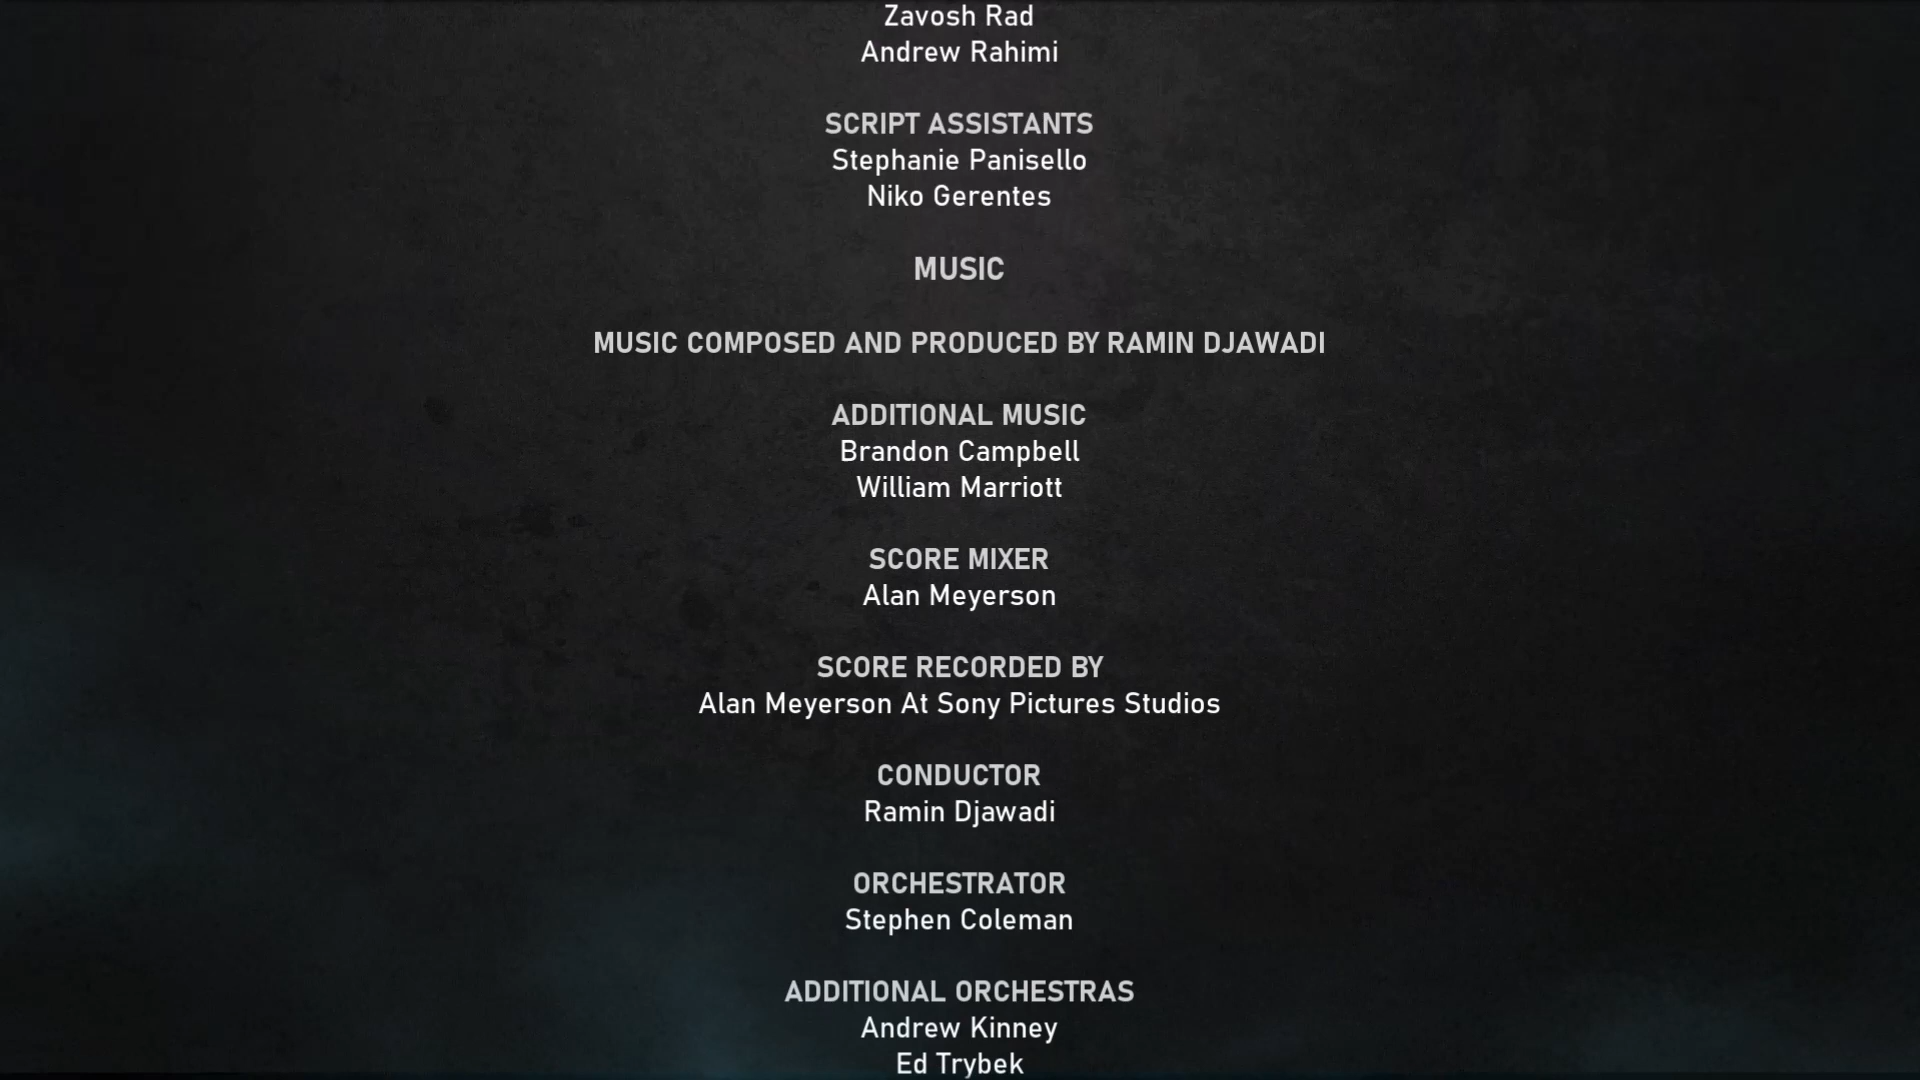 Zavosh Rad
Andrew Rahimi
SCRIPT ASSISTANTS
Stephanie Panisello
Niko Gerentes
MUSIC
MUSIC COMPOSED AND PRODUCED BY RAMIN DJAWADI
ADDITIONAL MUSIC
Brandon Campbell
William Marriott
SCORE MIXER
Alan Meyerson
SCORE RECORDED BY
Alan Meyerson At Sony Pictures Studios
CONDUCTOR
Ramin Djawadi
ORCHESTRATOR
Stephen Coleman
ADDITIONAL ORCHESTRAS
Andrew Kinney
Ed Trybek